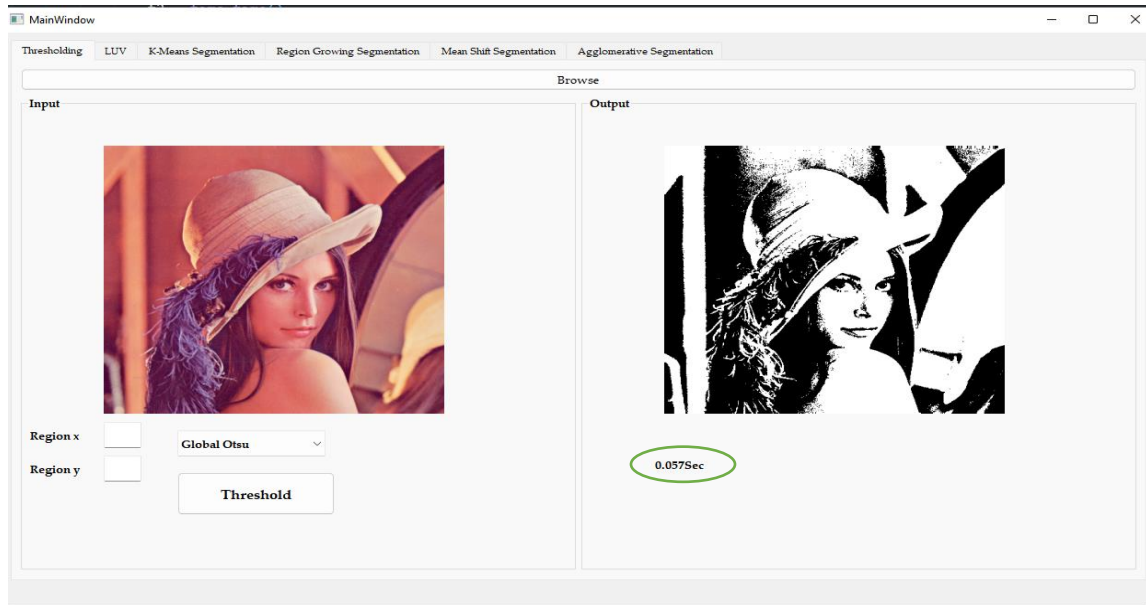 MainWindow
Thresholding LUV K-Means Segmentation Region Growing Segmentation Mean Shift Segmentation Agglomerative Segmentation
Browse
Input
Output
Region x
Global Otsu
Region y
Threshold
0.057Sec